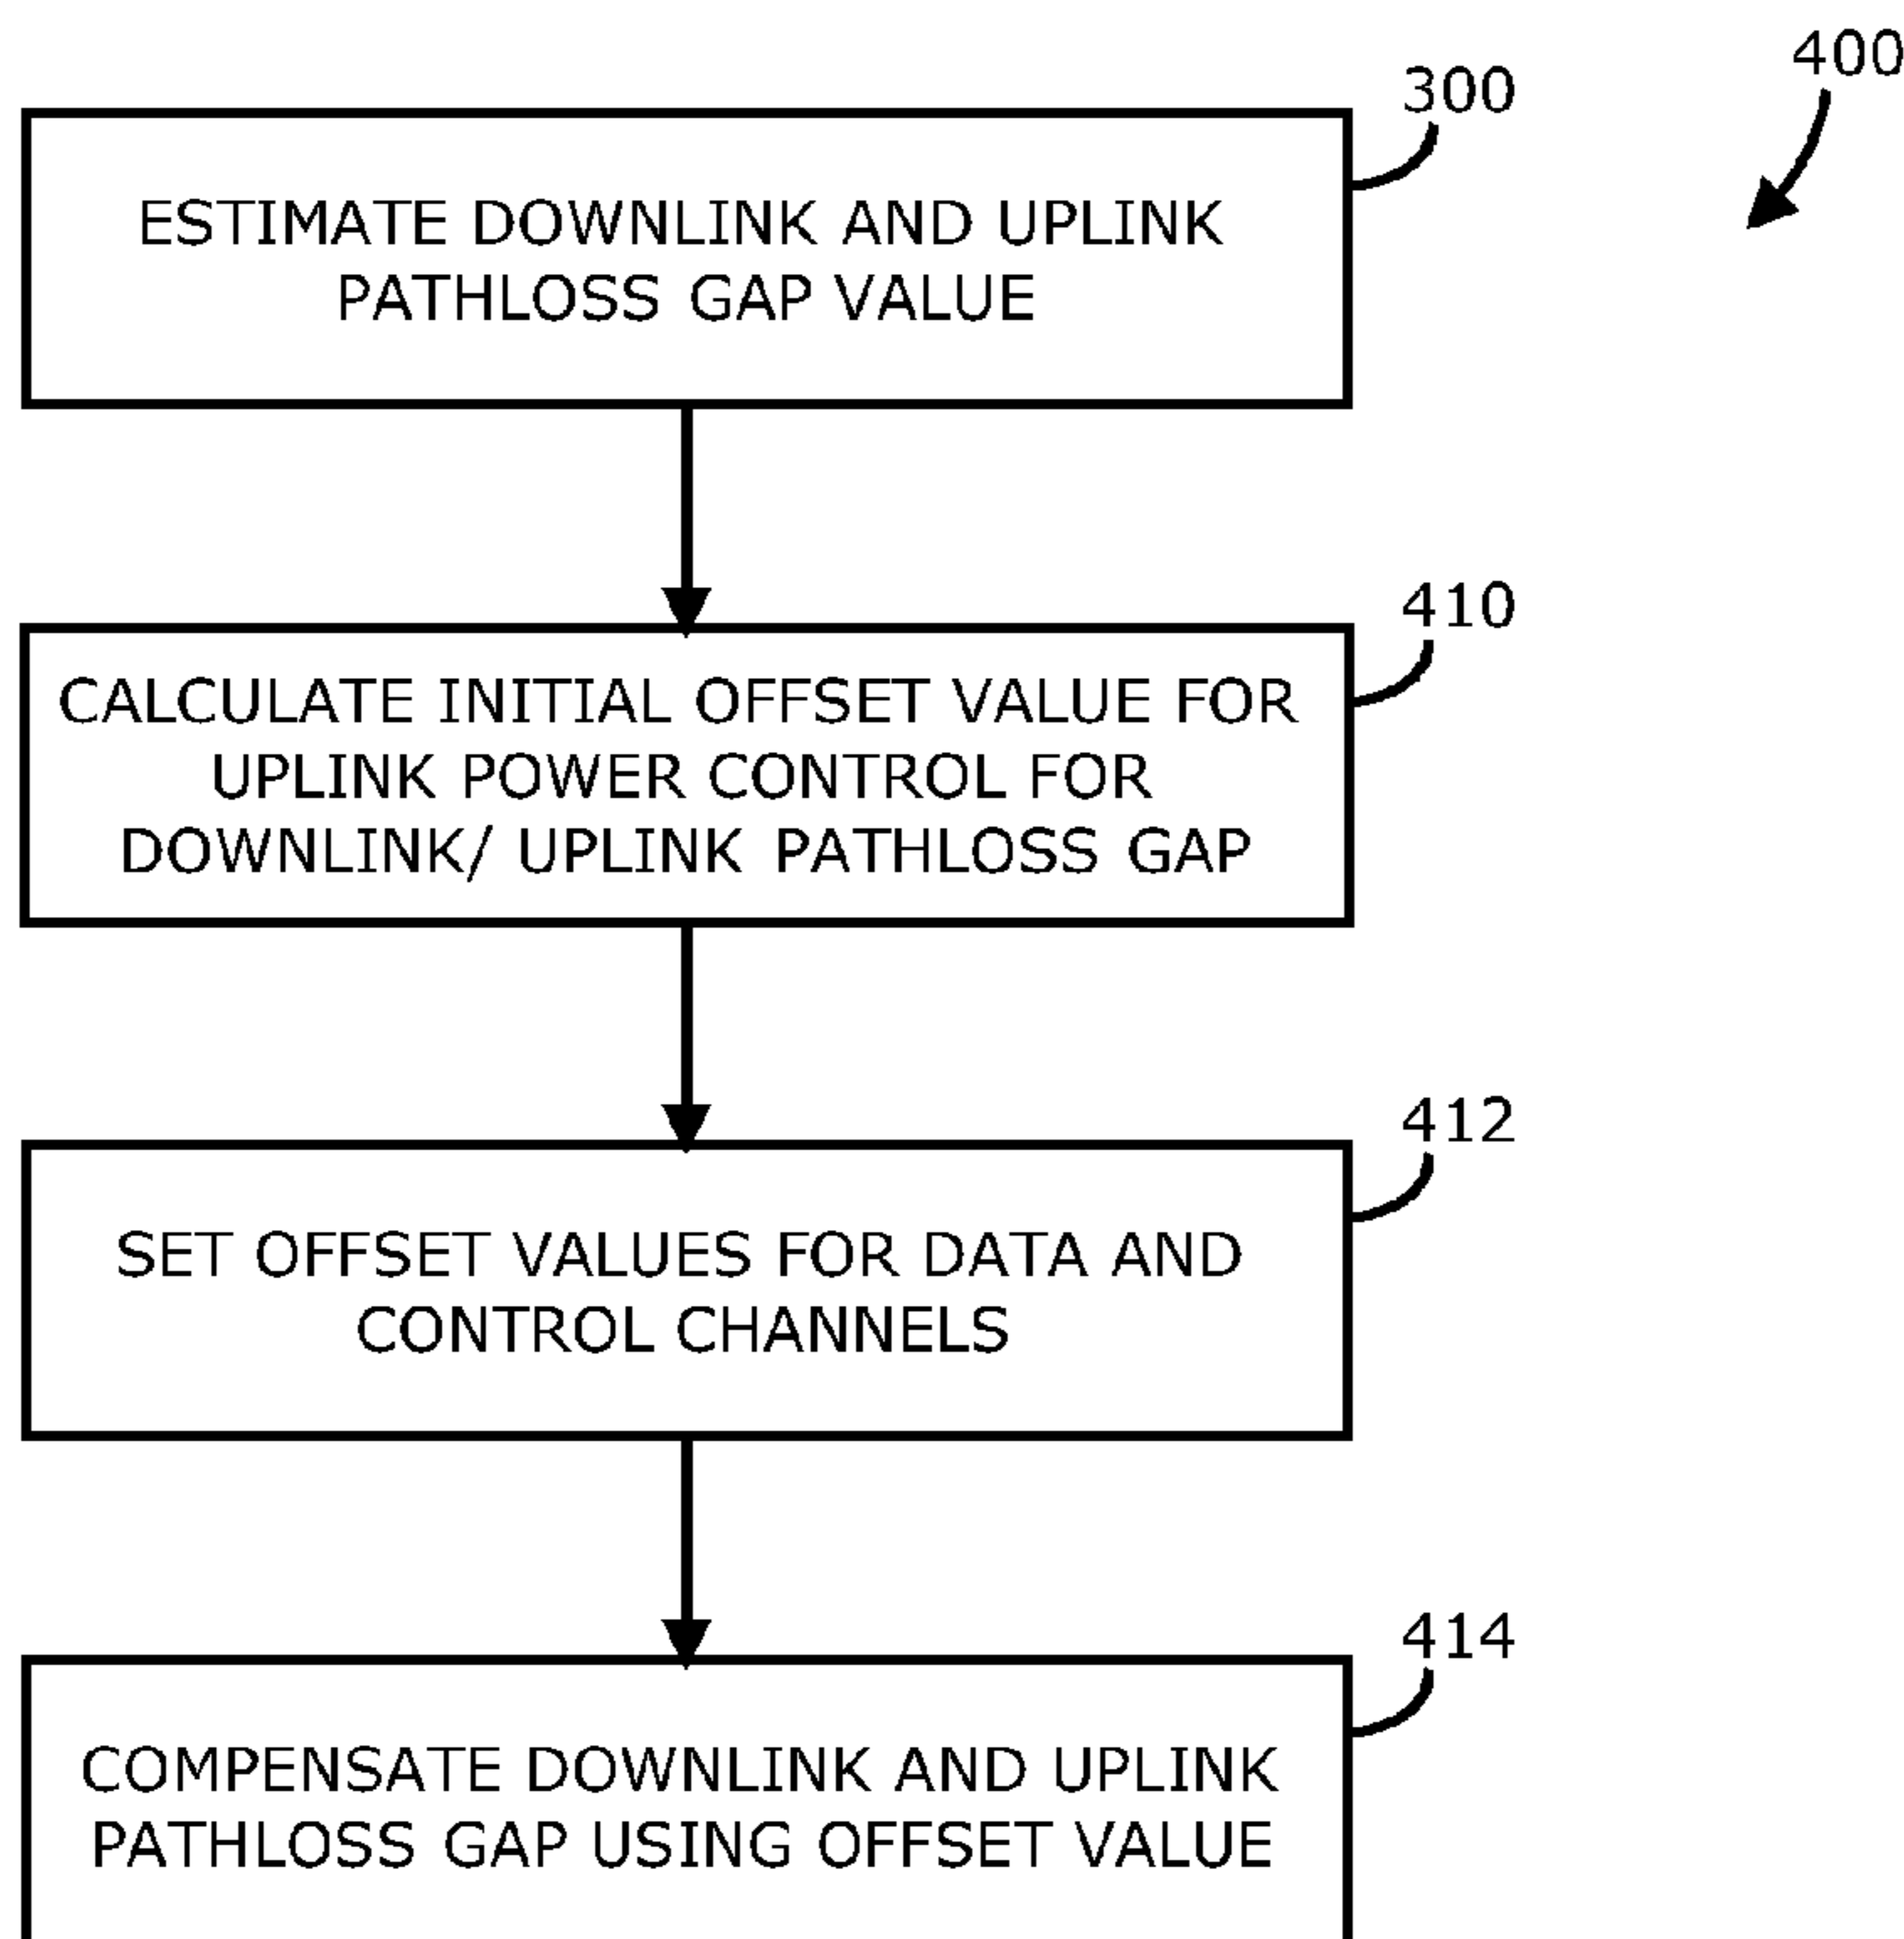 400
300
ESTIMATE DOWNLINK AND UPLINK
PATHLOSS GAP VALUE
410
CALCULATE INITIAL OFFSET VALUE FOR
UPLINK POWER CONTROL FOR
DOWNLINK/ UPLINK PATHLOSS GAP
412
SET OFFSET VALUES FOR DATA AND
CONTROL CHANNELS
414
COMPENSATE DOWNLINK AND UPLINK
PATHLOSS GAP USING OFFSET VALUE